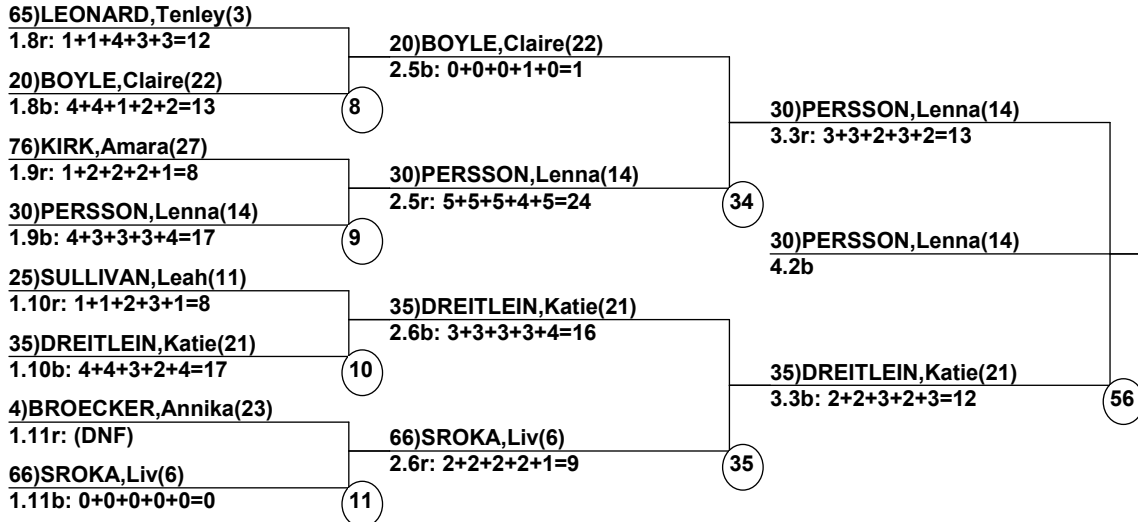 65)LEONARD,Tenley(3)
1.8r: 1+1+4+3+3=12
20)BOYLE,Claire(22)
1.8b: 4+4+1+2+2=13
8
76)KIRK,Amara(27)
1.9r: 1+2+2+2+1=8
30)PERSSON,Lenna(14)
1.9b: 4+3+3+3+4=17
9
25)SULLIVAN,Leah(11)
1.10r: 1+1+2+3+1=8
35)DREITLEIN,Katie(21)
1.10b: 4+4+3+2+4=17
10
4)BROECKER,Annika(23)
1.11r: (DNF)
66)SROKA,Liv(6)
1.11b: 0+0+0+0+0=0
11
20)BOYLE,Claire(22)
2.5b: 0+0+0+1+0=1
30)PERSSON,Lenna(14)
2.5r: 5+5+5+4+5=24
34
35)DREITLEIN,Katie(21)
2.6b: 3+3+3+3+4=16
66)SROKA,Liv(6)
2.6r: 2+2+2+2+1=9
35
30)PERSSON,Lenna(14)
3.3r: 3+3+2+3+2=13
30)PERSSON,Lenna(14)
4.2b
35)DREITLEIN,Katie(21)
3.3b: 2+2+3+2+3=12
56